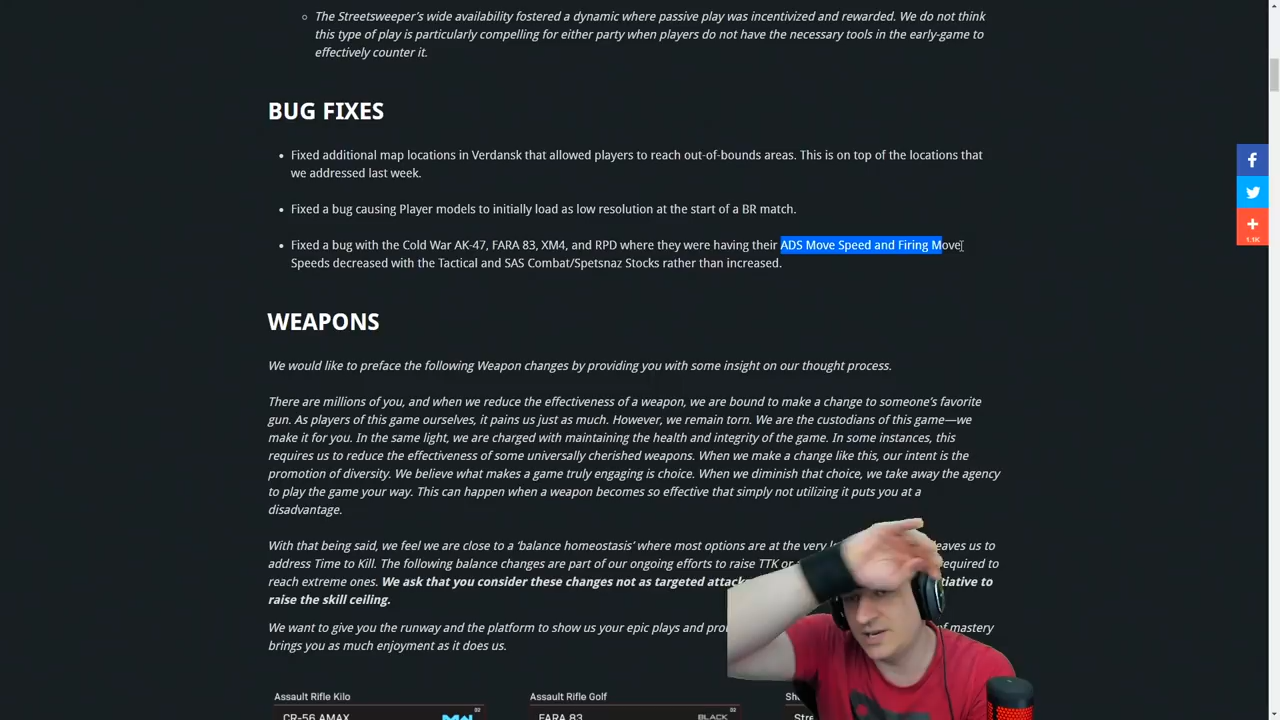 The Streetsweeper's wide availability fostered a dynamic where passive play was incentivized and rewarded. We do not think
this type of play is particularly compelling for either party when players do not have the necessary tools in the early-game to
effectively counter it.
BUG FIXES
Fixed additional map locations in Verdansk that allowed players to reach out-of-bounds areas. This is on top of the locations that
we addressed last week.
Fixed a bug causing Player models to initially load as low resolution at the start of a BR match.
Fixed a bug with the Cold War AK-47, FARA 83, XM4, and RPD where they were having their ADS Move Speed and Firing Move
Speeds decreased with the Tactical and SAS Combat/Spetsnaz Stocks rather than increased.
1.1K
WEAPONS
We would like to preface the following Weapon changes by providing you with some insight on our thought process.
There are millions of you, and when we reduce the effectiveness of a weapon, we are bound to make a change to someone's favorite
gun. As players of this game ourselves, it pains us just as much. However, we remain torn. We are the custodians of this game—we
make it for you. In the same light, we are charged with maintaining the health and integrity of the game. In some instances, this
requires us to reduce the effectiveness of some universally cherished weapons. When we make a change like this, our intent is the
promotion of diversity. We believe what makes a game truly engaging is choice. When we diminish that choice, we take away the agency
to play the game your way. This can happen when a weapon becomes so effective that simply not utilizing it puts you at a
disadvantage.
With that being said, we feel we are close to a 'balance homeostasis' where most options are at the very leaves us to
address Time to Kill. The following balance changes are part of our ongoing efforts to raise TTK required to
reach extreme ones. We ask that you consider these changes not as targeted to
raise the skill ceiling.
We want to give you the runway and the platform to show us your epic plays and of mastery
brings you as much enjoyment as it does us.
Assault Rifle Kilo Assault Rifle Golf
CR-56 AMAX FARA 83 BLACK